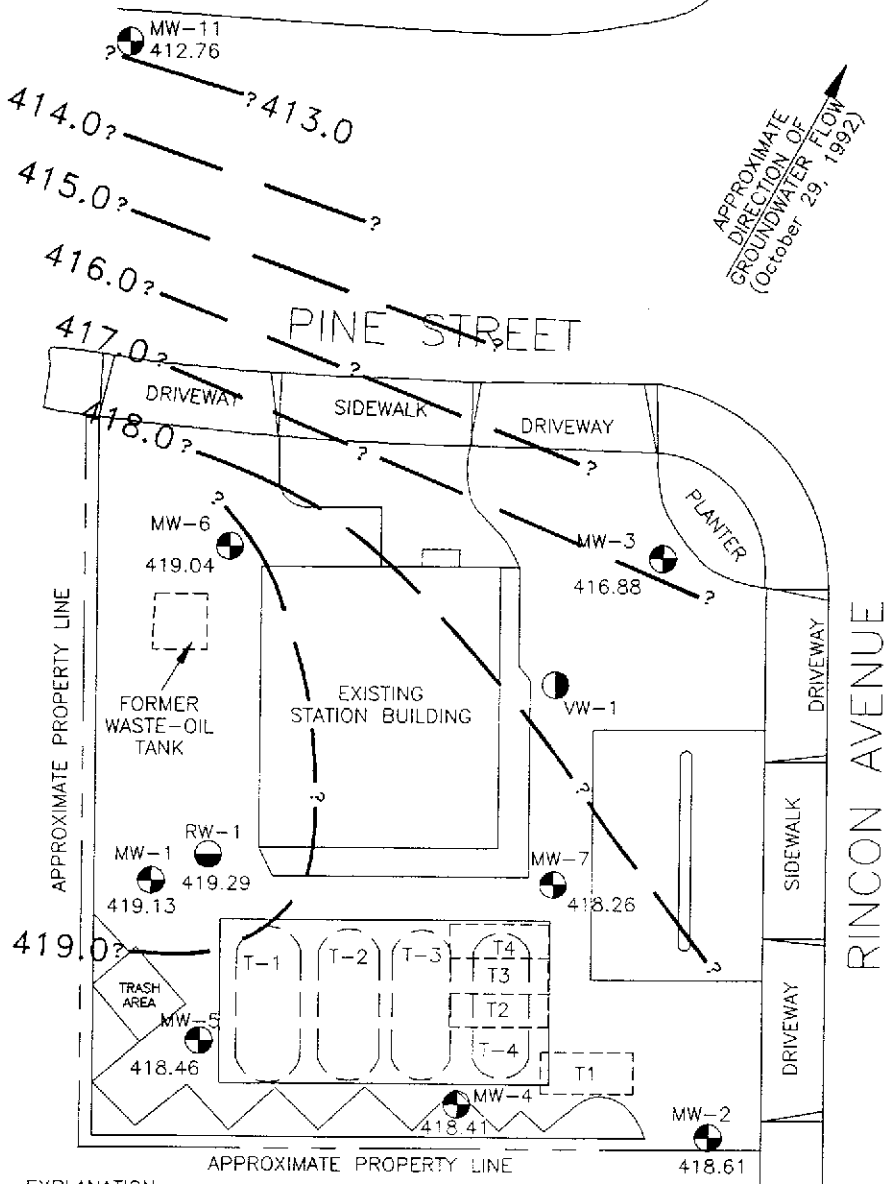 MW-11
412.76
?
?
413.0
414.0?
?
APPROXIMATE
DIRECTION OF
GROUNDWATER FLOW
(October 29, 1992)
415.0?
?
416.0?
?
PINE STREET
417.0?
?
?
DRIVEWAY
SIDEWALK
DRIVEWAY
418.0?
?
PLANTER
MW-6
419.04
MW-3
416.88
?
FORMER
WASTE-OIL
TANK
EXISTING
STATION BUILDING
VW-1
APPROXIMATE PROPERTY LINE
DRIVEWAY
RINCON AVENUE
?
?
RW-1
419.29
MW-1
419.13
MW-7
418.26
SIDEWALK
419.0?
?
TRASH
AREA
T-1
T-2
T-3
T4
T3
T2
T-4
T1
MW-5
418.46
DRIVEWAY
MW-4
418.41
MW-2
418.61
APPROXIMATE PROPERTY LINE
EXPLANATION